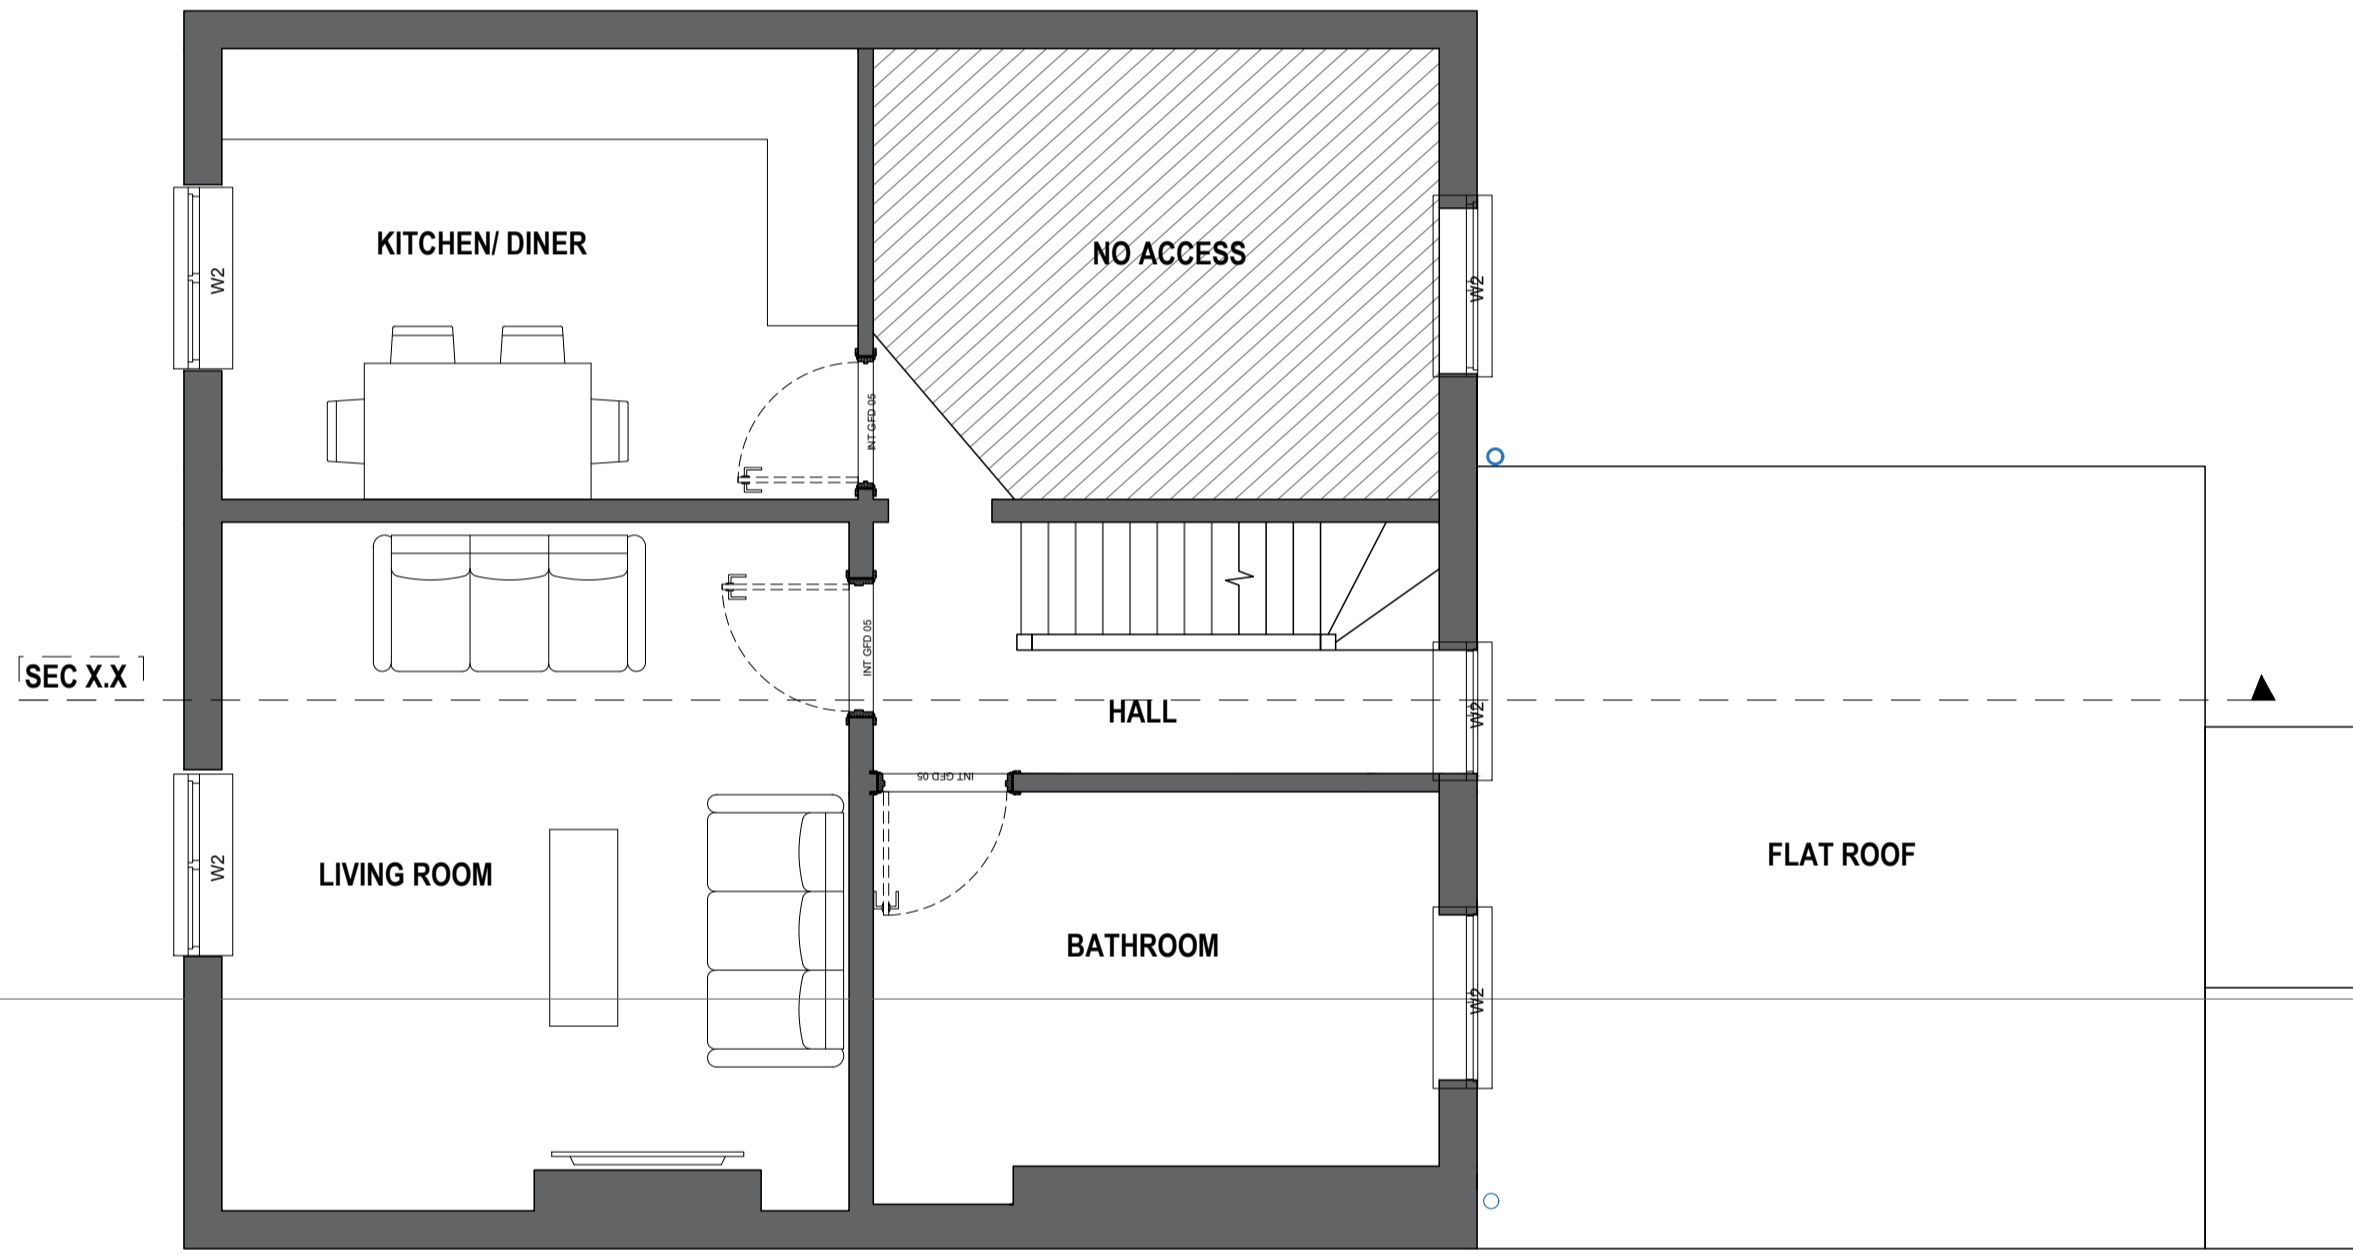 KITCHEN/ DINER
NO ACCESS
W2
W2
INT GFD 05
SEC X.X
INT GFD 05
HALL
W2
INT GFD 05
LIVING ROOM
W2
FLAT ROOF
BATHROOM
W2